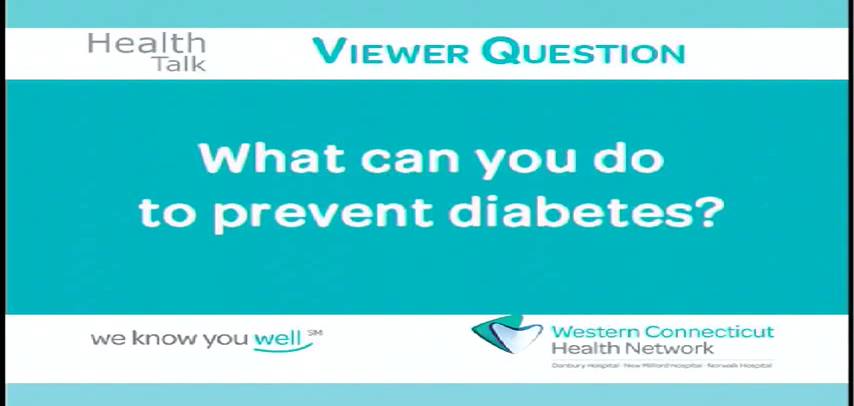 Health
Talk
VIEWER QUESTION
What can you do
to prevent diabetes?
we know you well SM
Western Connecticut
Health Network
Danbury Hospital · New Milford Hospital · Norwalk Hospital